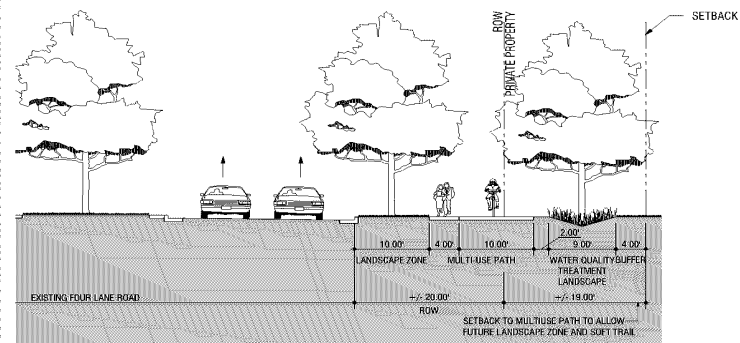 SETBACK
ROW
PRIVATE PROPERTY
2.00'
10.00' 4.00' 10.00' 9.00' 4.00'
LANDSCAPE ZONE MULTI-USE PATH WATER QUALITY BUFFER
TREATMENT
LANDSCAPE
EXISTING FOUR LANE ROAD +/- 20.00' +/- 19.00'
ROW
SETBACK TO MULTIUSE PATH TO ALLOW
FUTURE LANDSCAPE ZONE AND SOFT TRAIL